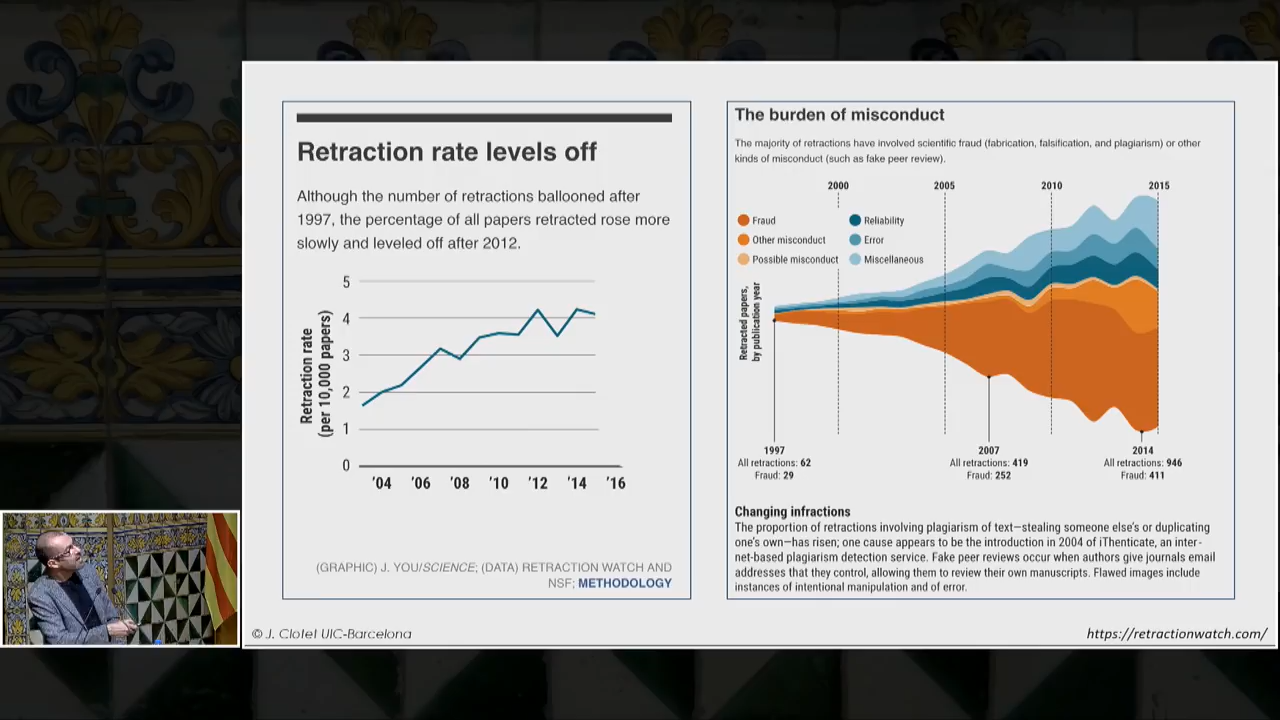 Retraction rate levels off
Although the number of retractions ballooned after
1997, the percentage of all papers retracted rose more
slowly and leveled off after 2012.
Retraction rate
(per 10,000 papers)
5
4
3
2
1
0
'04 '06 '08 '10 '12 '14 '16
(GRAPHIC) J. YOU/SCIENCE; (DATA) RETRACTION WATCH AND
NSF; METHODOLOGY
The burden of misconduct
The majority of retractions have involved scientific fraud (fabrication, falsification, and plagiarism) or other
kinds of misconduct (such as fake peer review).
2000 2005 2010 2015
Fraud Reliability
Other misconduct Error
Possible misconduct Miscellaneous
Retracted papers,
by publication year
1997 2007 2014
All retractions: 62 All retractions: 419 All retractions: 946
Fraud: 29 Fraud: 252 Fraud: 411
Changing infractions
The proportion of retractions involving plagiarism of text—stealing someone else's or duplicating
one's own—has risen; one cause appears to be the introduction in 2004 of iThenticate, an inter-
net-based plagiarism detection service. Fake peer reviews occur when authors give journals email
addresses that they control, allowing them to review their own manuscripts. Flawed images include
instances of intentional manipulation and of error.
© J. Clotet UIC-Barcelona
https://retractionwatch.com/